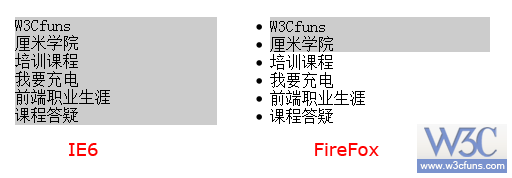 W3Cfuns
厘米学院
培训课程
我要充电
前端职业生涯
课程答疑
IE6
W3Cfuns
厘米学院
培训课程
我要充电
前端职业生涯
课程答疑
FireFox
W3C
www.w3cfuns.com